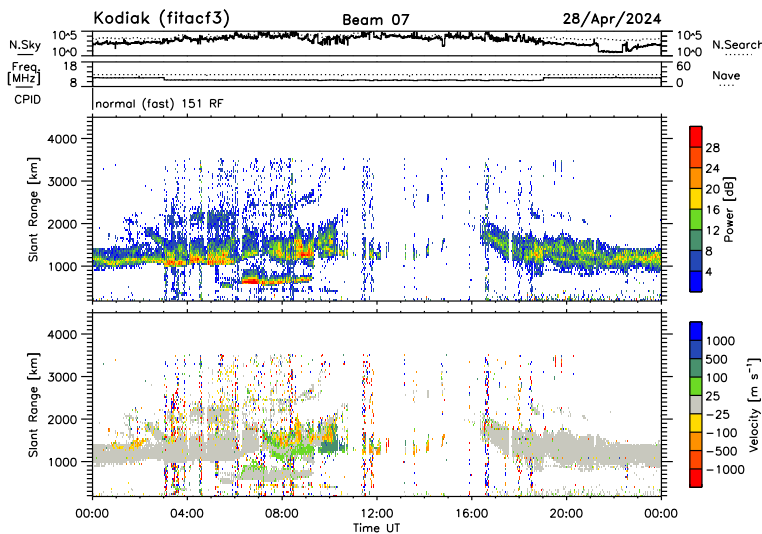 Kodiak (fitacf3) Beam 07 28/Apr/2024
N.Sky 10^5 10^5 N.Search
10^0 10^0
Freq. 18 60 Nave
[MHz] 8 0
CPID normal (fast) 151 RF
Slant Range [km]
4000
3000
2000
1000
Power [dB]
28
24
20
16
12
8
4
Slant Range [km]
4000
3000
2000
1000
Velocity [m s^-1]
1000
500
100
25
-25
-100
-500
-1000
00:00 04:00 08:00 12:00 16:00 20:00 00:00
Time UT